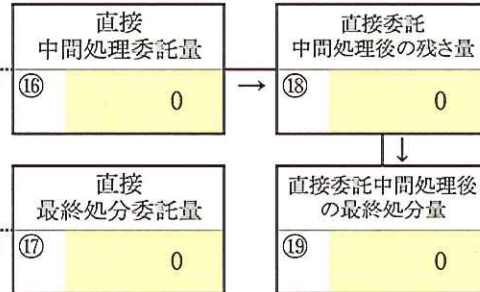 直接
中間処理委託量
⑯
0
→
直接委託
中間処理後の残さ量
⑱
0
↓
直接
最終処分委託量
⑰
0
直接委託中間処理後
の最終処分量
⑲
0